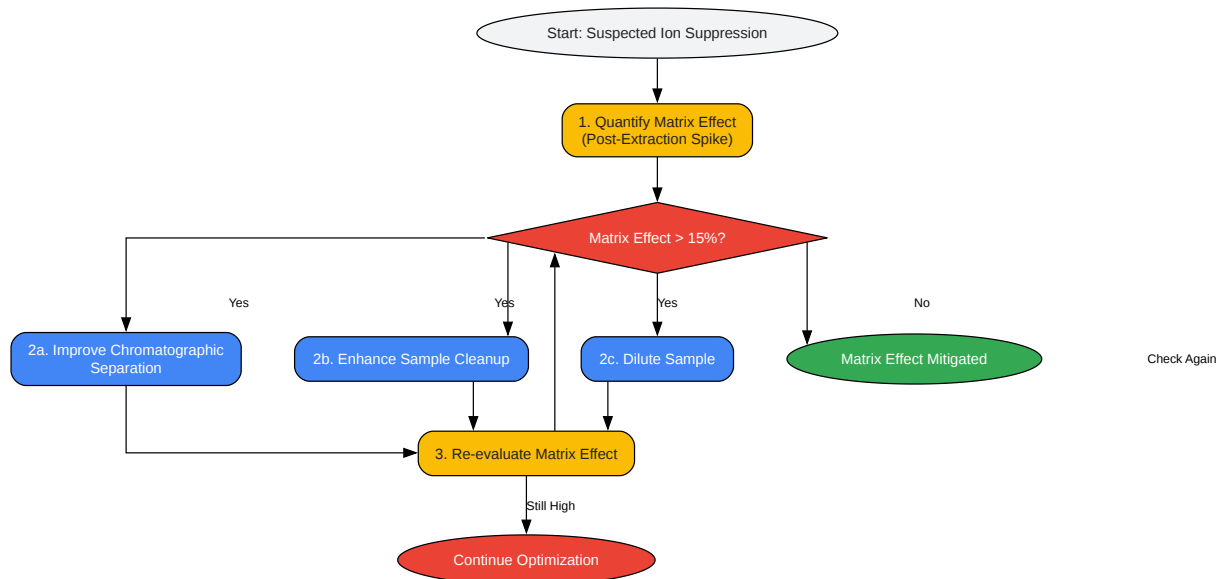 Start: Suspected Ion Suppression
1. Quantify Matrix Effect
(Post-Extraction Spike)
Matrix Effect > 15%?
Yes
Yes
Yes
No
2a. Improve Chromatographic
Separation
2b. Enhance Sample Cleanup
2c. Dilute Sample
Matrix Effect Mitigated
Check Again
3. Re-evaluate Matrix Effect
Still High
Continue Optimization